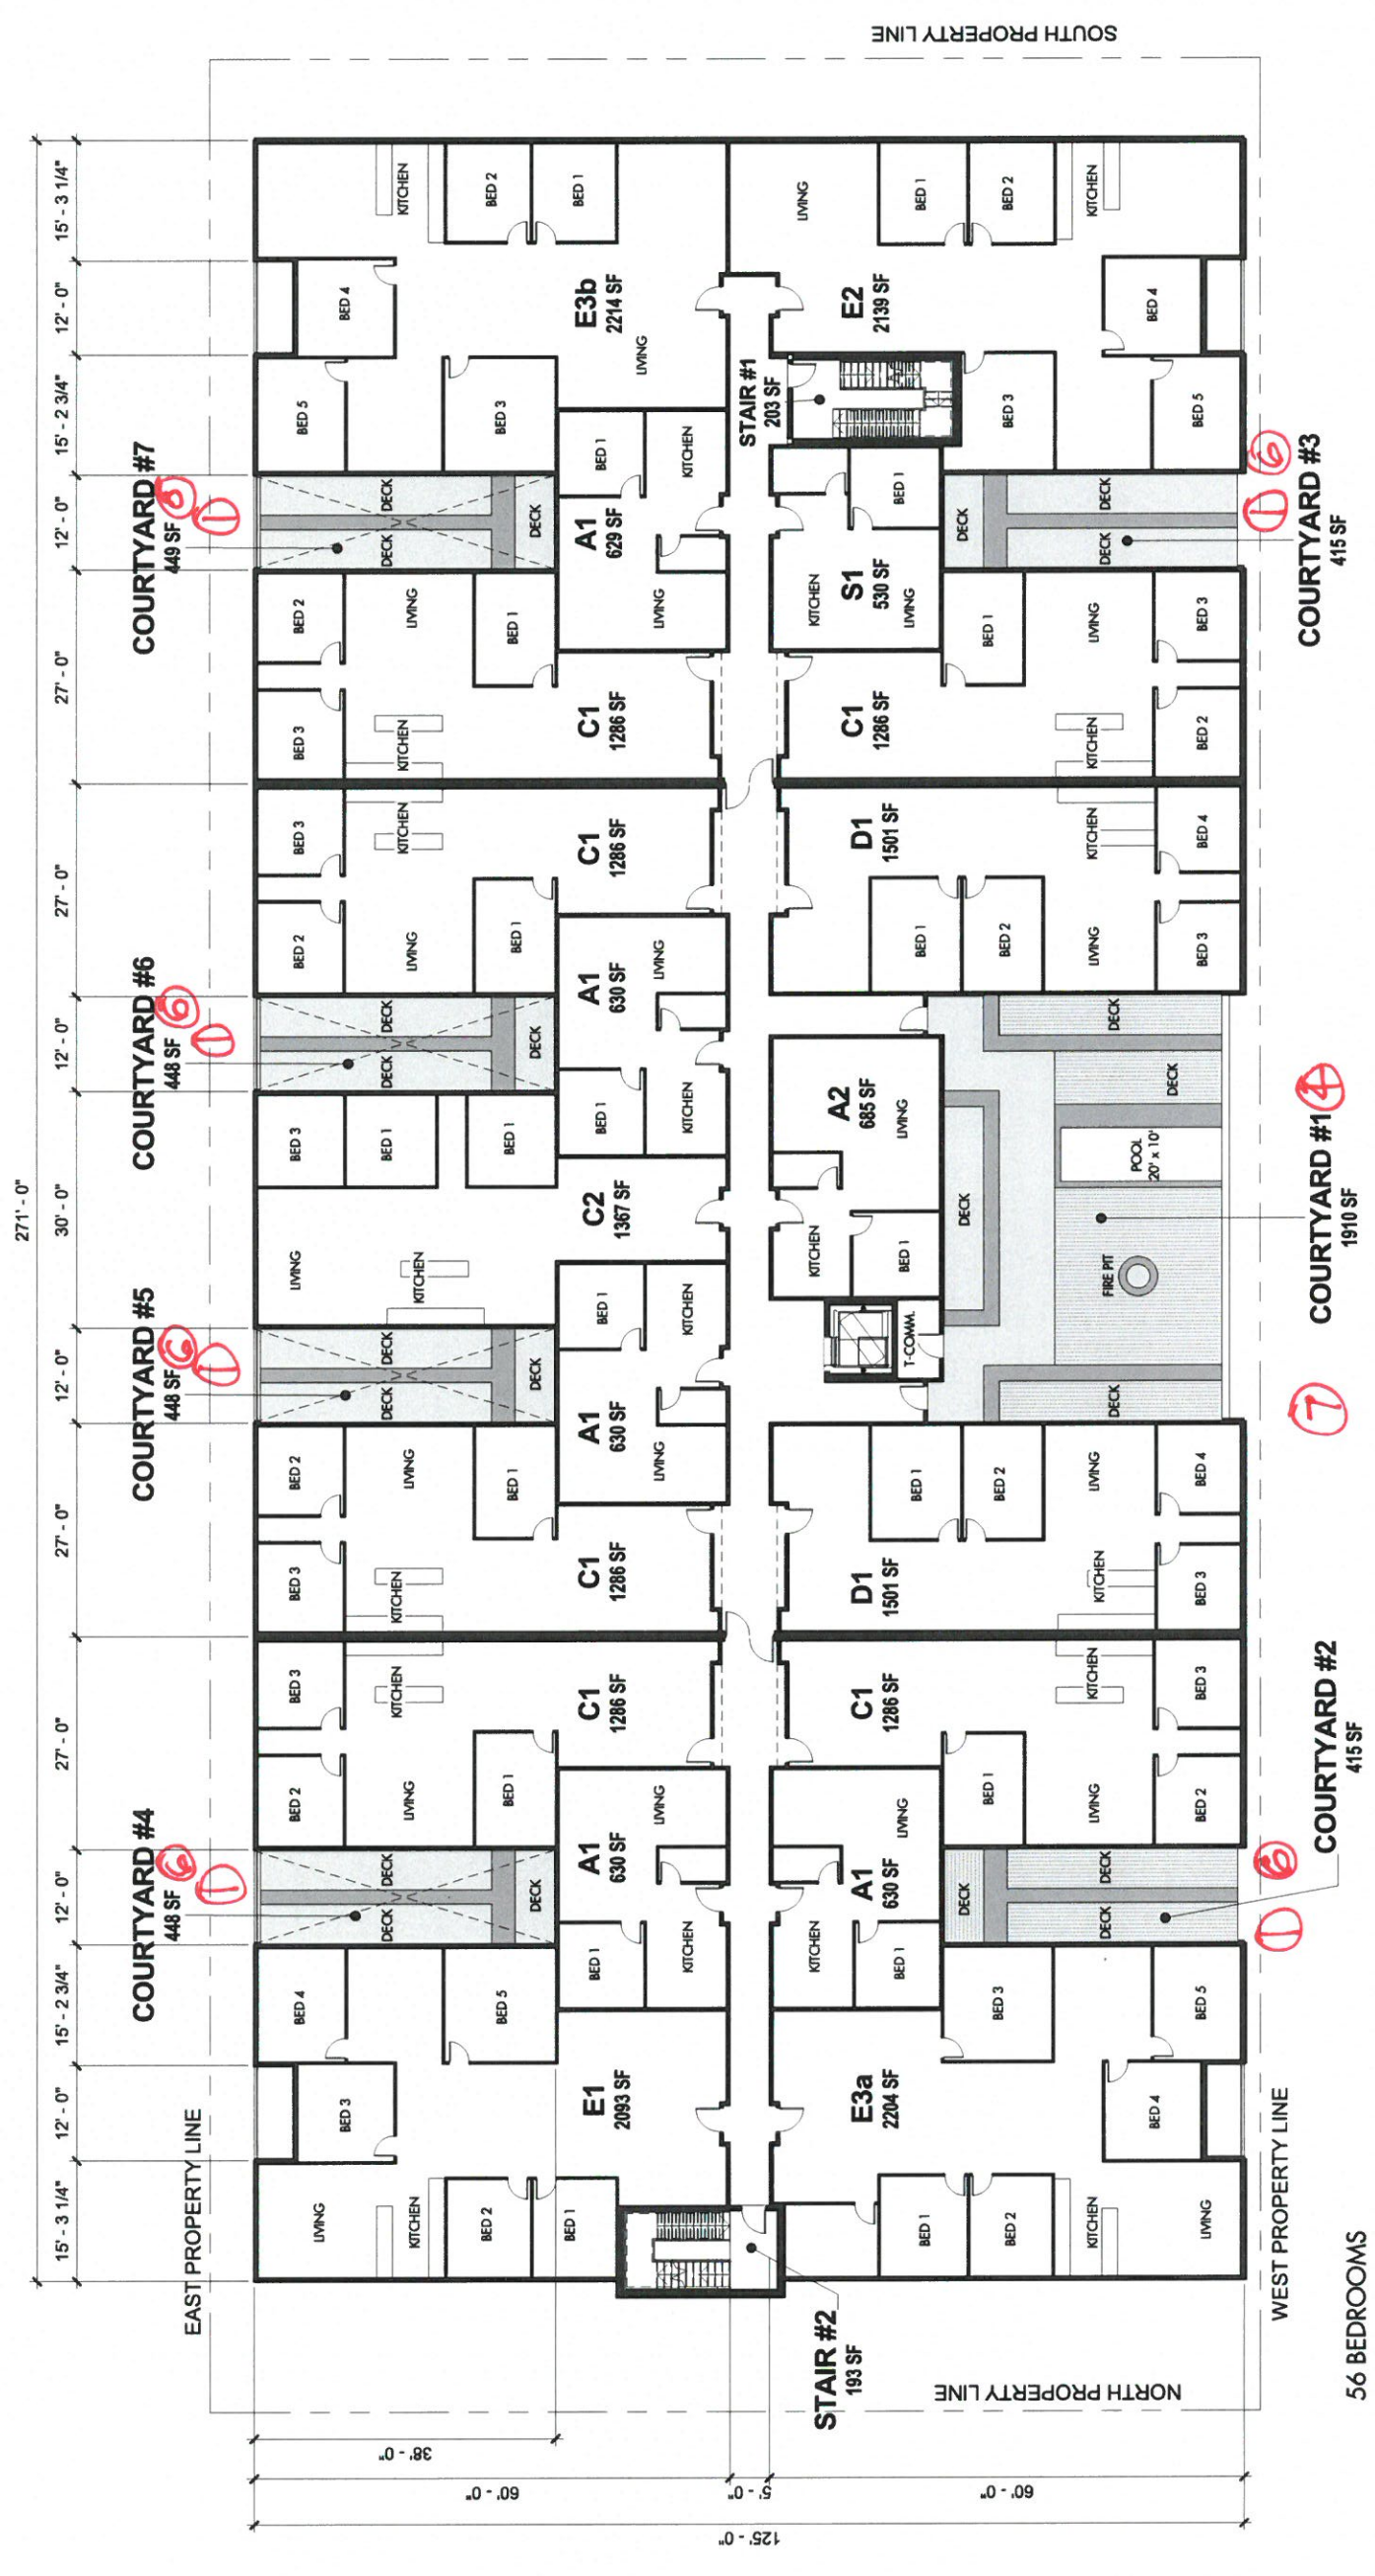 SOUTH PROPERTY LINE
271' - 0"
15' - 3 1/4"
12' - 0"
15' - 2 3/4"
12' - 0"
27' - 0"
27' - 0"
12' - 0"
30' - 0"
12' - 0"
27' - 0"
27' - 0"
12' - 0"
15' - 2 3/4"
12' - 0"
15' - 3 1/4"
EAST PROPERTY LINE
COURTYARD #7
449 SF
1
COURTYARD #6
448 SF
6
1
COURTYARD #5
448 SF
6
1
COURTYARD #4
448 SF
6
1
KITCHEN
BED 2
BED 1
BED 4
E3b
2214 SF
LIVING
BED 5
BED 3
DECK
DECK
DECK
BED 1
KITCHEN
A1
629 SF
LIVING
BED 2
LIVING
BED 1
BED 3
KITCHEN
C1
1286 SF
BED 3
KITCHEN
C1
1286 SF
BED 2
LIVING
BED 1
A1
630 SF
LIVING
BED 1
KITCHEN
DECK
DECK
DECK
BED 3
BED 1
BED 1
C2
1367 SF
LIVING
KITCHEN
BED 1
KITCHEN
A1
630 SF
LIVING
DECK
DECK
DECK
BED 2
LIVING
BED 1
BED 3
KITCHEN
C1
1286 SF
BED 3
KITCHEN
C1
1286 SF
BED 2
LIVING
BED 1
A1
630 SF
LIVING
BED 1
KITCHEN
DECK
DECK
DECK
BED 4
BED 5
BED 3
E1
2093 SF
LIVING
KITCHEN
BED 2
BED 1
LIVING
BED 1
BED 2
KITCHEN
E2
2139 SF
BED 4
STAIR #1
203 SF
BED 3
BED 5
BED 1
S1
530 SF
KITCHEN
LIVING
DECK
DECK
DECK
BED 1
LIVING
BED 3
C1
1286 SF
KITCHEN
BED 2
D1
1501 SF
KITCHEN
BED 4
BED 1
BED 2
LIVING
BED 3
A2
685 SF
LIVING
KITCHEN
BED 1
T-COMM.
DECK
DECK
DECK
POOL
20' x 10'
FIRE PIT
DECK
BED 1
BED 2
LIVING
BED 4
D1
1501 SF
KITCHEN
BED 3
C1
1286 SF
KITCHEN
BED 3
BED 1
LIVING
BED 2
A1
630 SF
LIVING
KITCHEN
BED 1
DECK
DECK
DECK
BED 3
BED 5
E3a
2204 SF
BED 4
BED 1
BED 2
KITCHEN
LIVING
6
1
COURTYARD #3
415 SF
4
COURTYARD #1
1910 SF
7
COURTYARD #2
415 SF
6
1
WEST PROPERTY LINE
STAIR #2
193 SF
NORTH PROPERTY LINE
38' - 0"
60' - 0"
5' - 0"
60' - 0"
125' - 0"
56 BEDROOMS